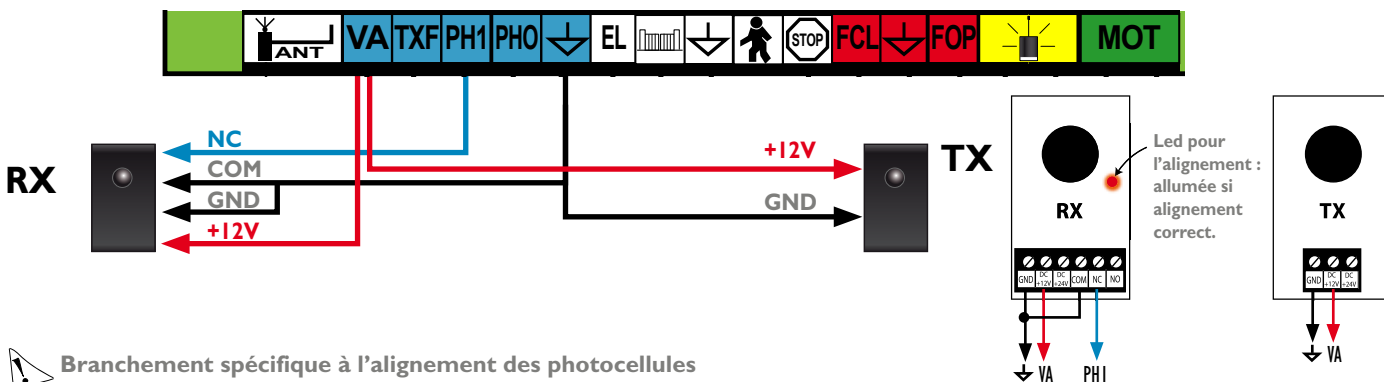 ANT VA TXF PH1 PH0 EL STOP FCL FOP MOT
NC
COM
GND
+12V
RX
+12V
GND
TX
Led pour
l'alignement :
allumée si
alignement
correct.
RX
GND DC +12V DC +24V COM NC NO
VA PH1
TX
GND DC +12V DC +24V
VA
Branchement spécifique à l'alignement des photocellules